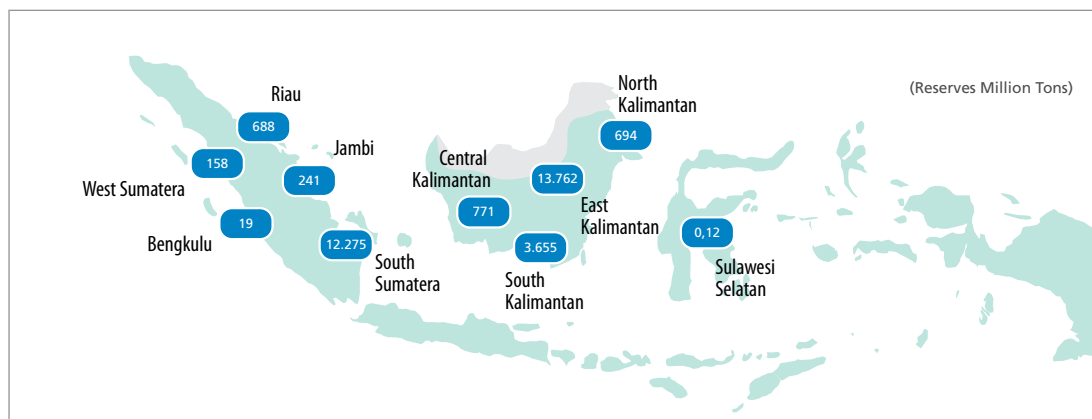 (Reserves Million Tons)
Riau
688
158
West Sumatera
Jambi
241
19
Bengkulu
12.275
South
Sumatera
Central
Kalimantan
771
North
Kalimantan
694
13.762
East
Kalimantan
3.655
South
Kalimantan
0,12
Sulawesi
Selatan